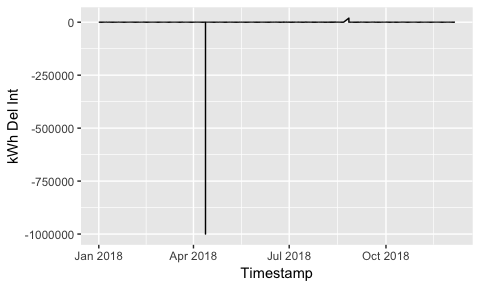 0
-250000
-500000
-750000
-1000000
kWh Del Int
Jan 2018 Apr 2018 Jul 2018 Oct 2018
Timestamp